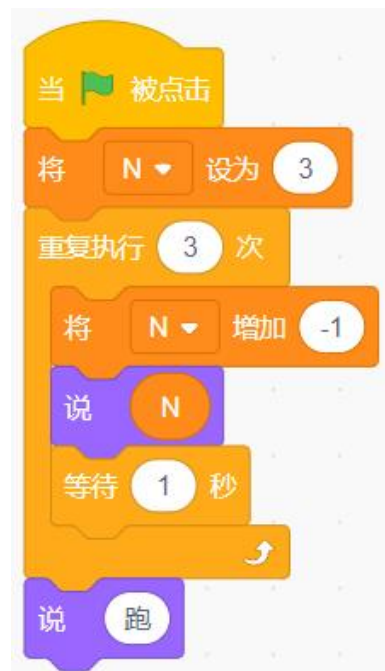 当 被点击
将 N 设为 3
重复执行 3 次
将 N 增加 -1
说 N
等待 1 秒
说 跑